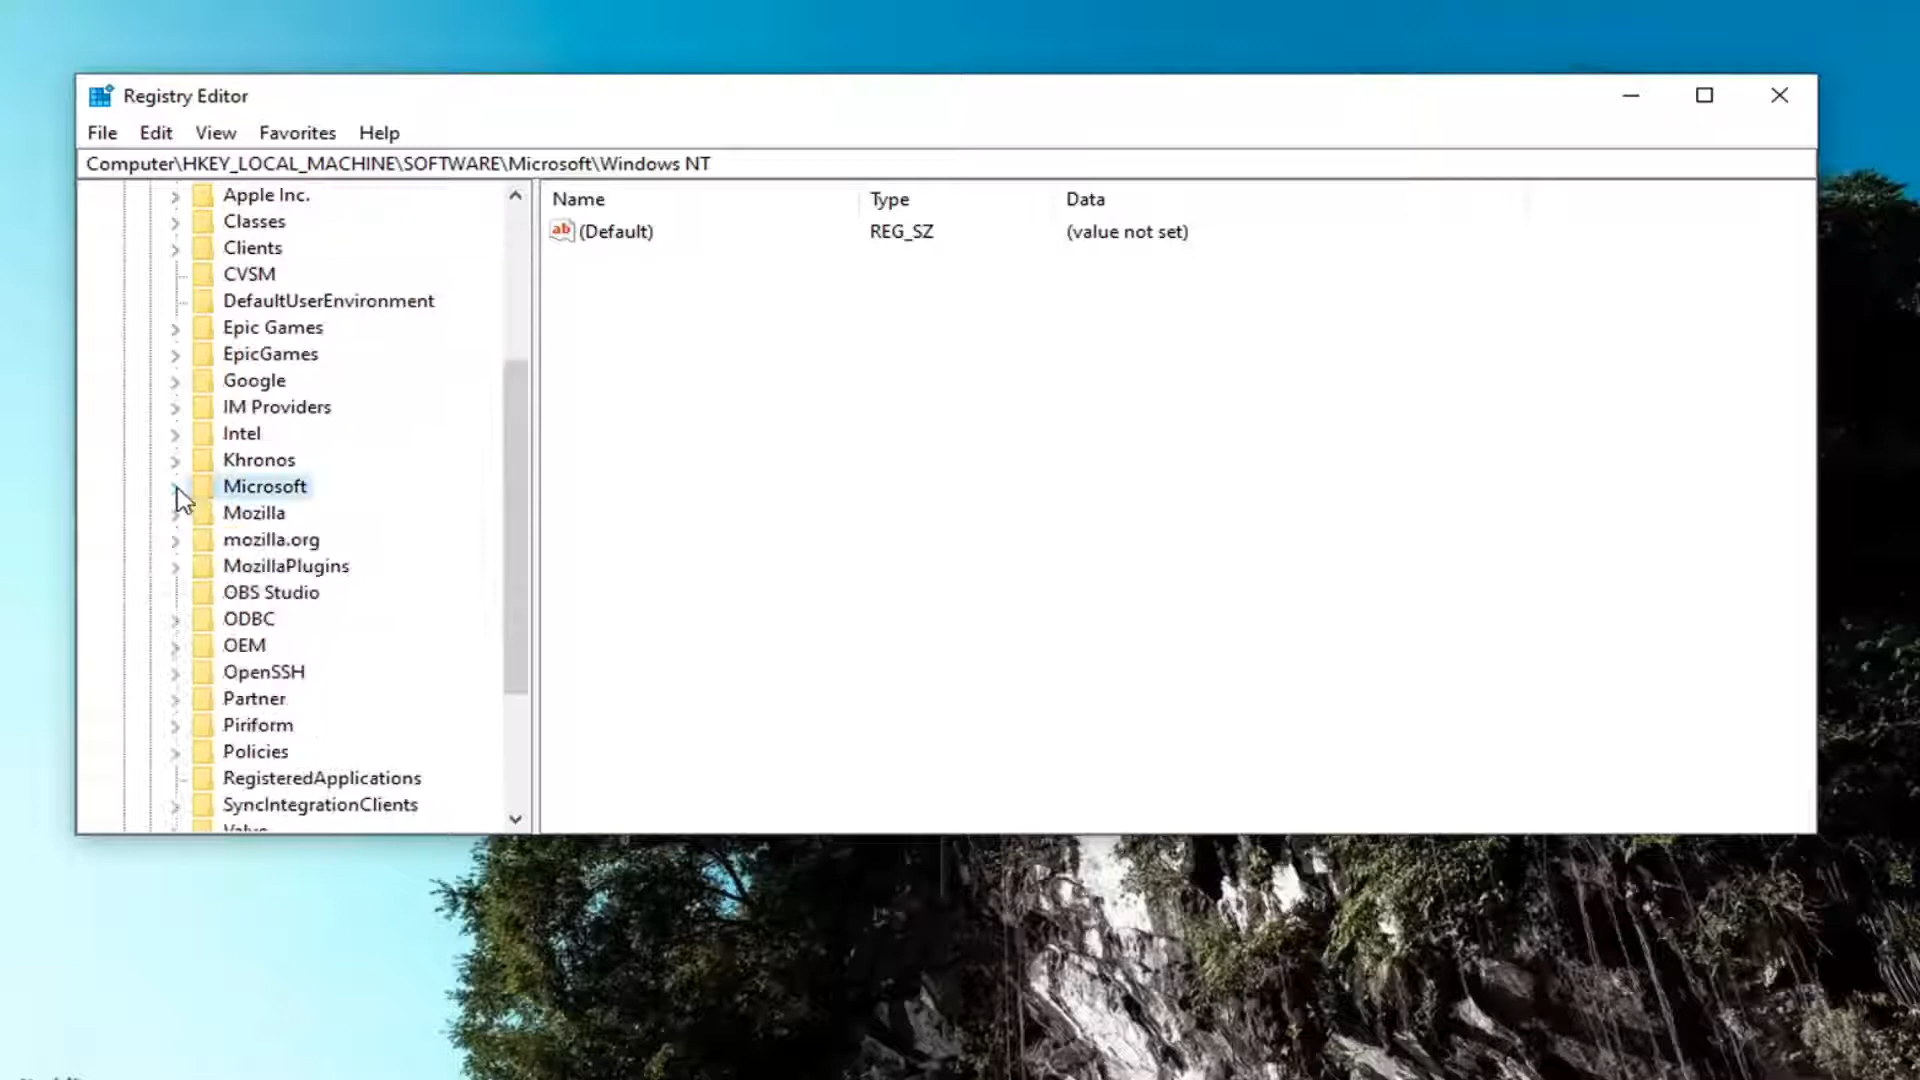 Registry Editor
File Edit View Favorites Help
Computer\HKEY_LOCAL_MACHINE\SOFTWARE\Microsoft\Windows NT
Apple Inc.
Classes
Clients
CVSM
DefaultUserEnvironment
Epic Games
EpicGames
Google
IM Providers
Intel
Khronos
Microsoft
Mozilla
mozilla.org
MozillaPlugins
OBS Studio
ODBC
OEM
OpenSSH
Partner
Piriform
Policies
RegisteredApplications
SyncIntegrationClients
Name Type Data
ab (Default) REG_SZ (value not set)